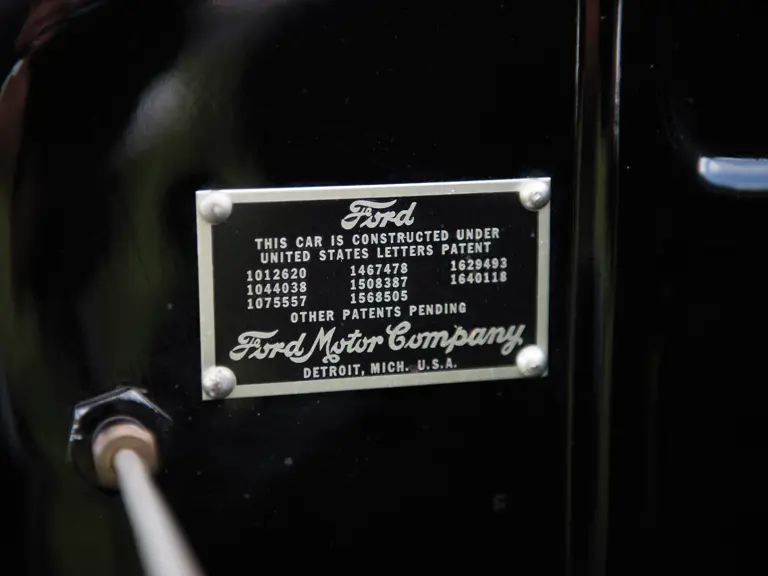 Ford
THIS CAR IS CONSTRUCTED UNDER
UNITED STATES LETTERS PATENT
1012620 1467478 1629493
1044038 1508387 1640118
1075557 1568505
OTHER PATENTS PENDING
Ford Motor Company
DETROIT, MICH. U.S.A.